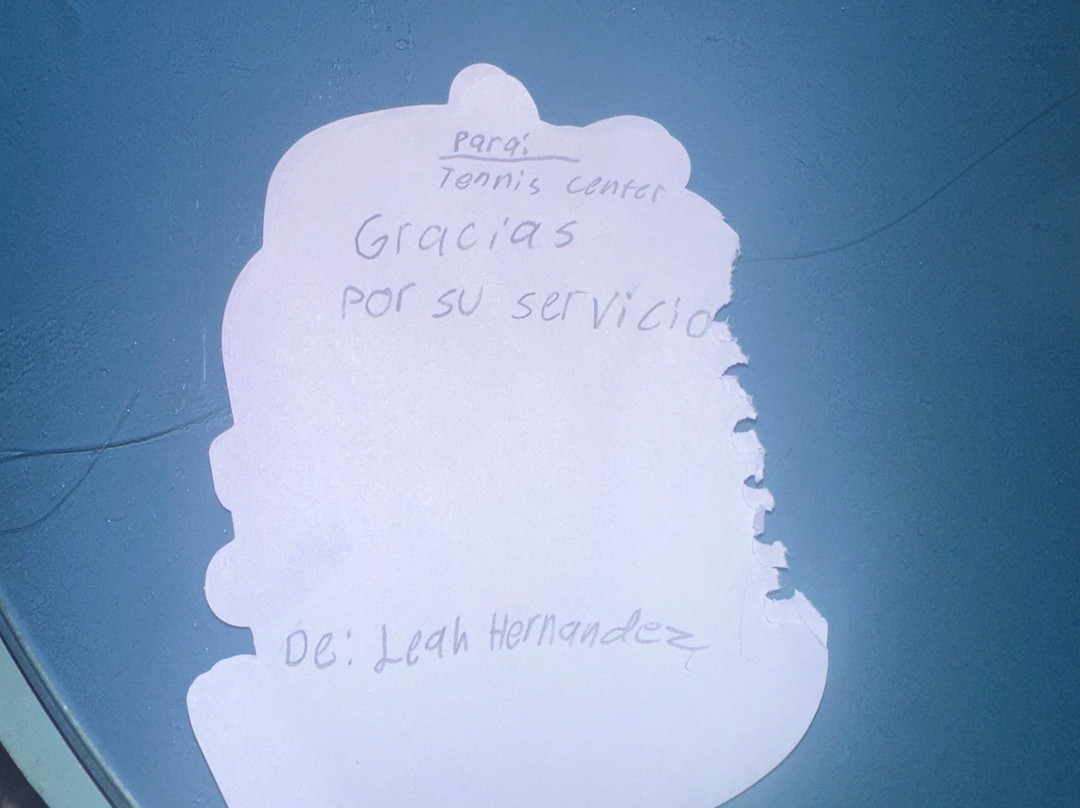 Para:
Tennis center
Gracias
por su servicio
De: Leah Hernandez